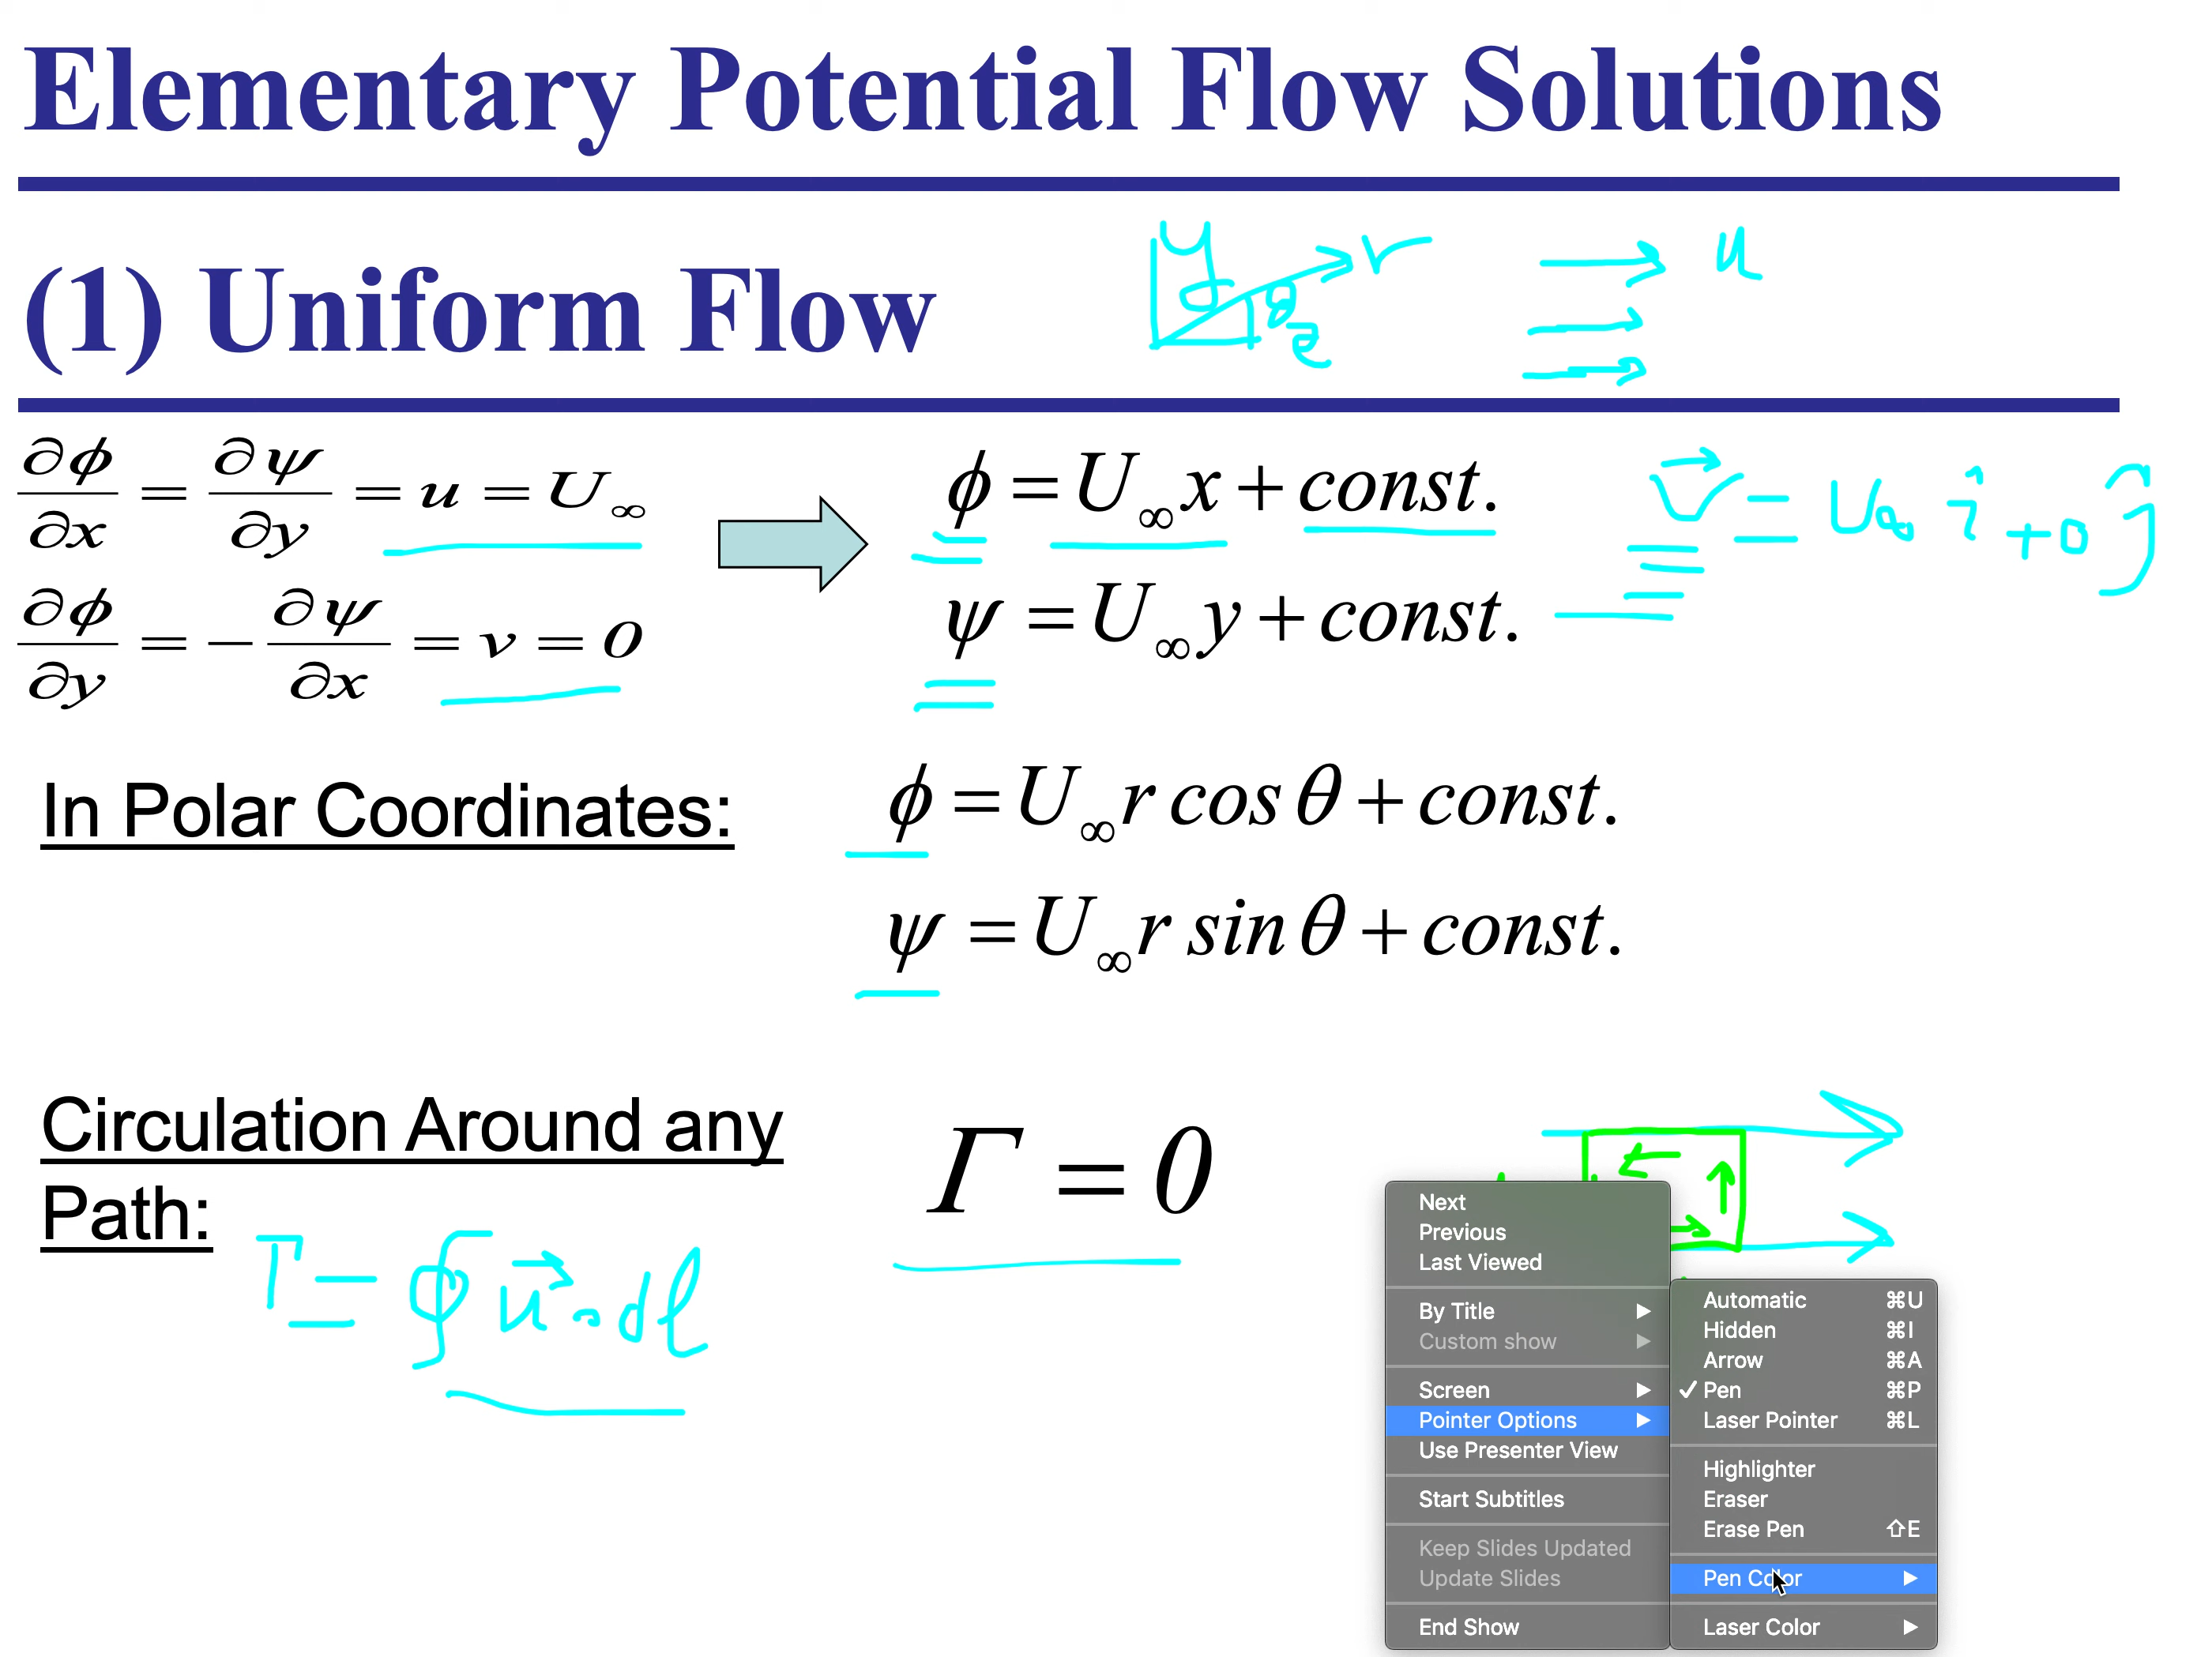 Elementary Potential Flow Solutions
y r u
θ
x
(1) Uniform Flow
∂ϕ/∂x = ∂ψ/∂y = u = U∞
ϕ = U∞x + const.
V⃗ = U∞ î + 0 ĵ
∂ϕ/∂y = −∂ψ/∂x = v = 0
ψ = U∞y + const.
In Polar Coordinates:
ϕ = U∞r cos θ + const.
ψ = U∞r sin θ + const.
Circulation Around any
Path:
Γ = 0
Γ = ∮ u⃗ · dl
Next
Previous
Last Viewed
By Title ▶
Custom show ▶
Screen ▶
Pointer Options ▶
Use Presenter View
Start Subtitles
Keep Slides Updated
Update Slides
End Show
Automatic ⌘U
Hidden ⌘I
Arrow ⌘A
✓ Pen ⌘P
Laser Pointer ⌘L
Highlighter
Eraser
Erase Pen ⇧E
Pen Color ▶
Laser Color ▶